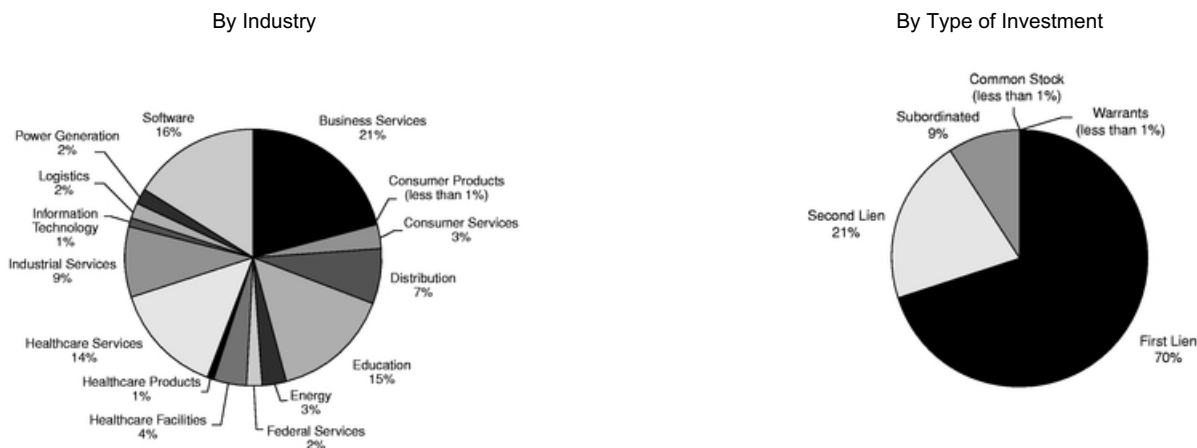 By Industry
Software
16%
Business Services
21%
Power Generation
2%
Consumer Products
(less than 1%)
Logistics
2%
Consumer Services
3%
Information
Technology
1%
Industrial Services
9%
Distribution
7%
Healthcare Services
14%
Education
15%
Healthcare Products
1%
Energy
3%
Healthcare Facilities
4%
Federal Services
2%
By Type of Investment
Common Stock
(less than 1%)
Warrants
(less than 1%)
Subordinated
9%
Second Lien
21%
First Lien
70%